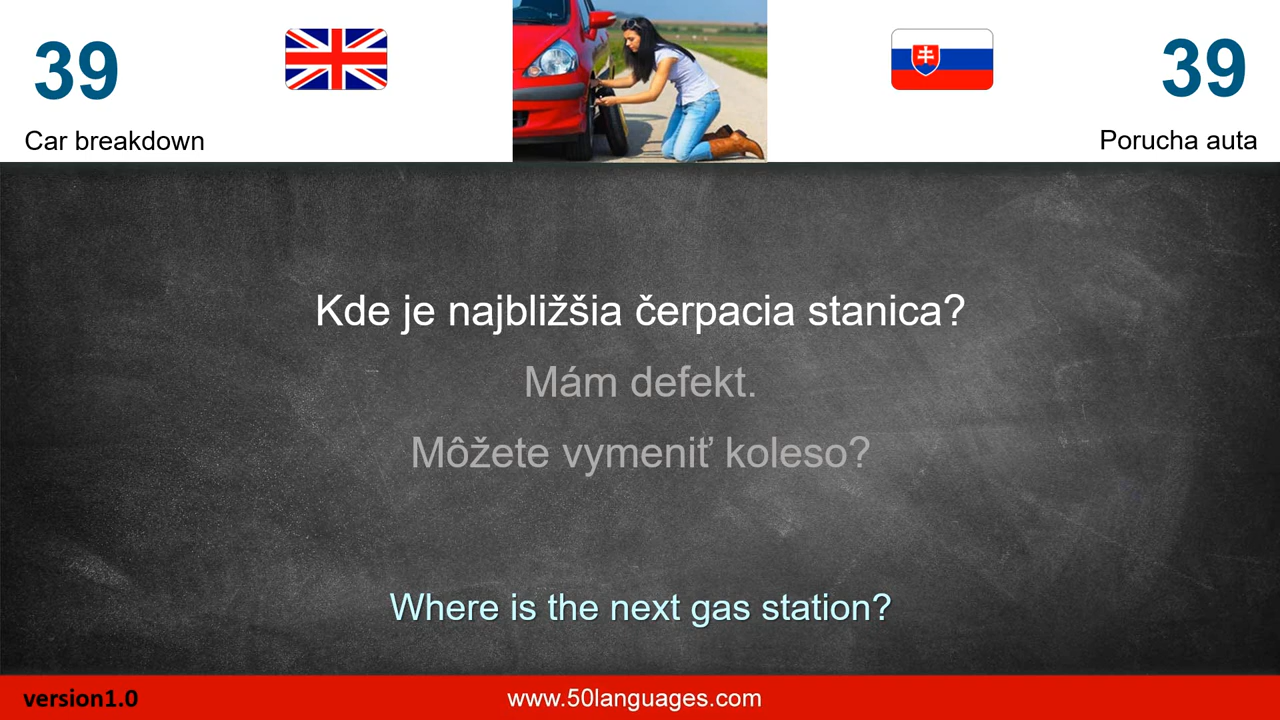 39
39
Car breakdown
Porucha auta
Kde je najbližšia čerpacia stanica?
Mám defekt.
Môžete vymeniť koleso?
Where is the next gas station?
version1.0
www.50languages.com